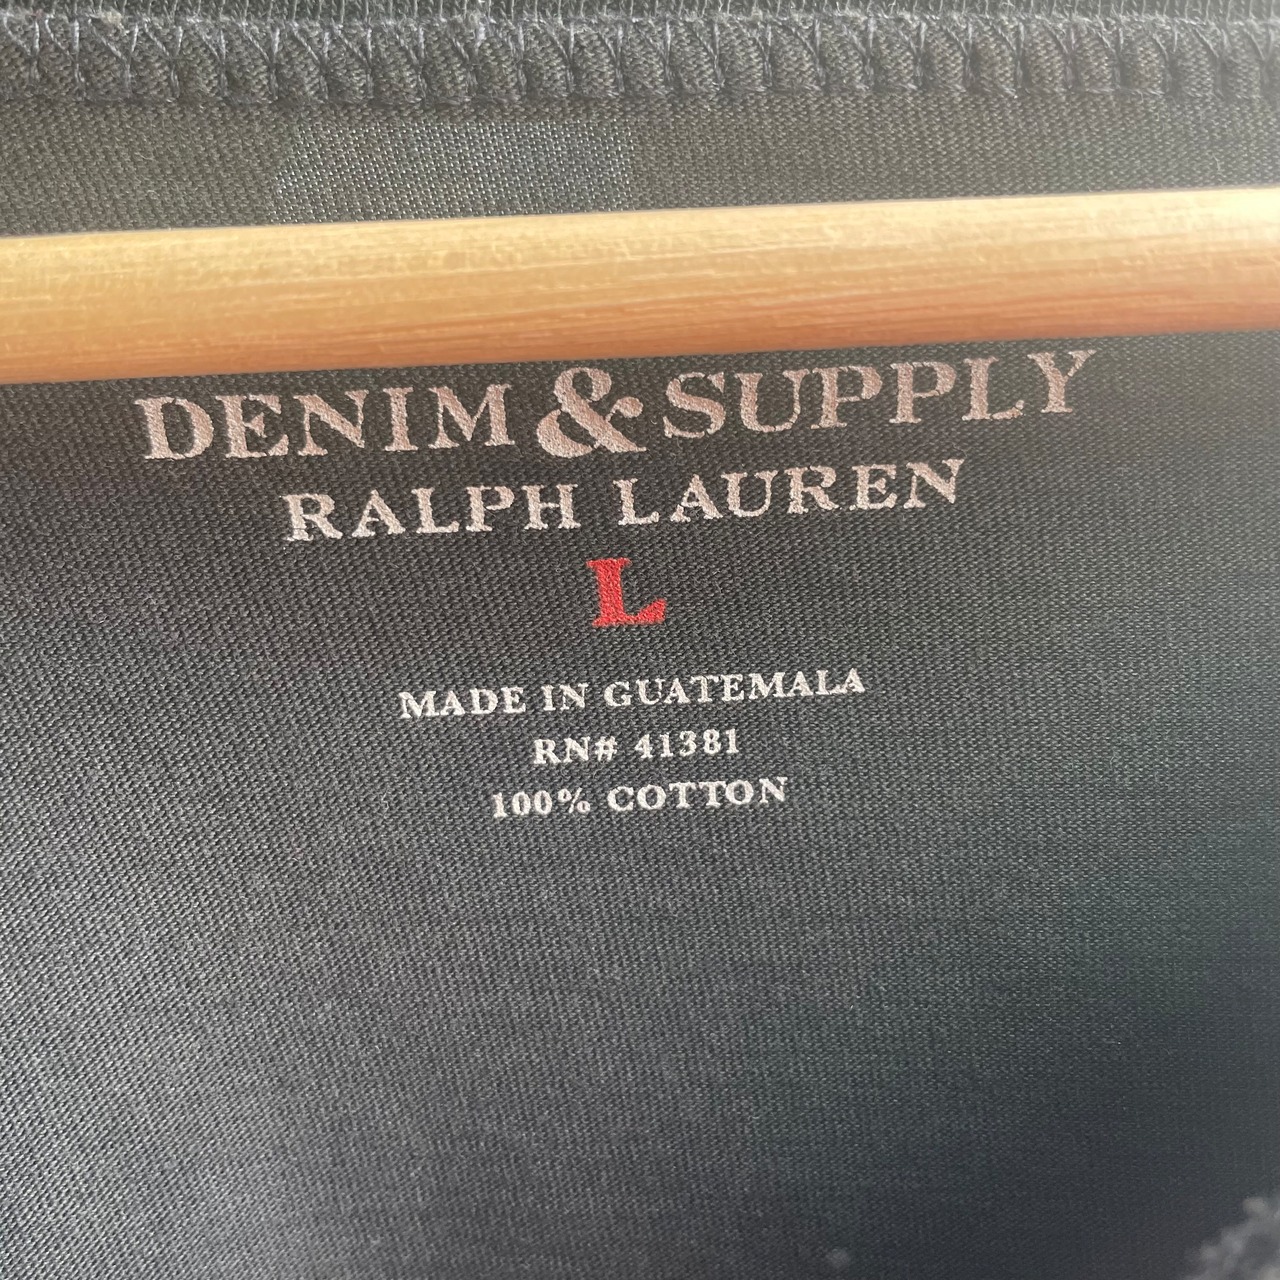 DENIM & SUPPLY
RALPH LAUREN
L
MADE IN GUATEMALA
RN# 41381
100% COTTON